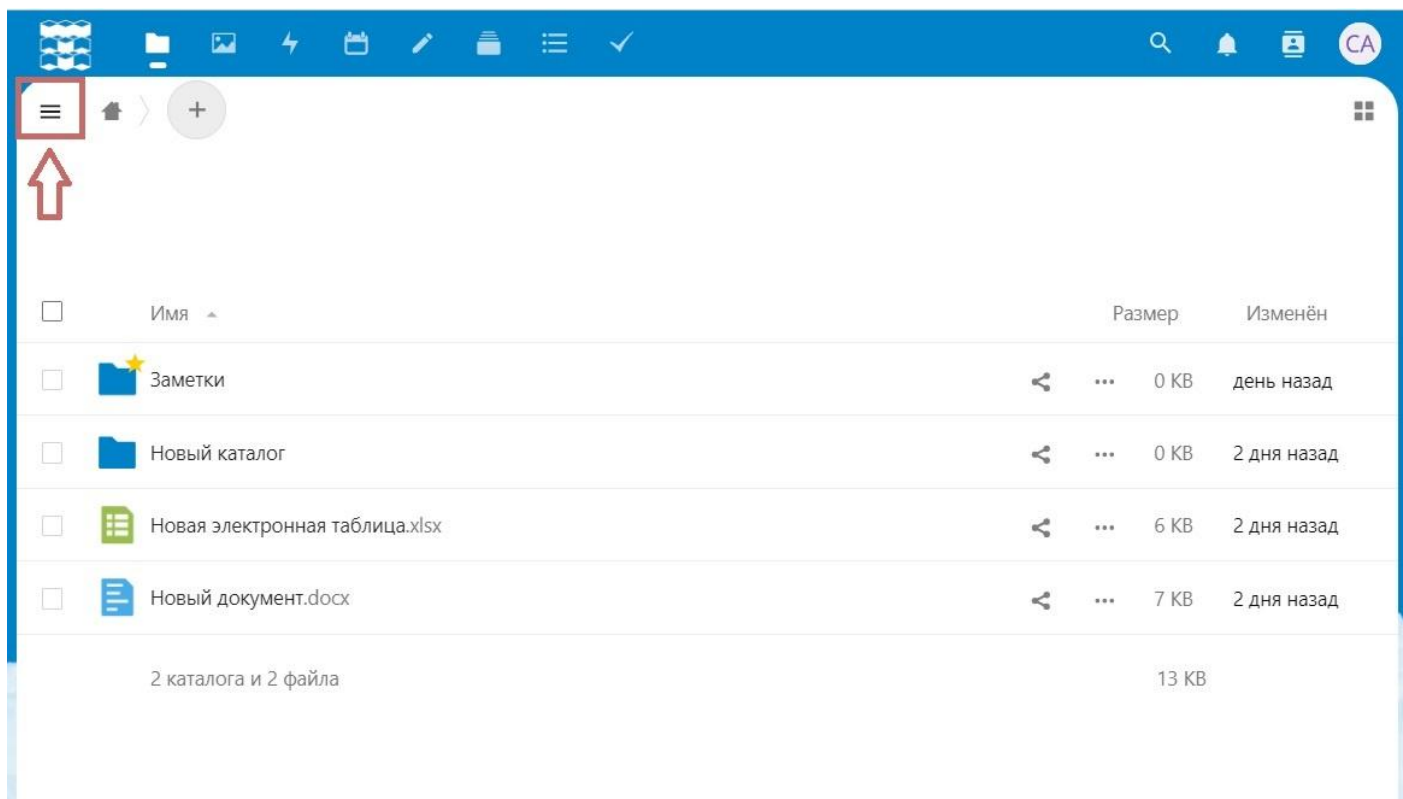 CA
Имя Размер Изменён
Заметки 0 KB день назад
Новый каталог 0 KB 2 дня назад
Новая электронная таблица.xlsx 6 KB 2 дня назад
Новый документ.docx 7 KB 2 дня назад
2 каталога и 2 файла 13 KB